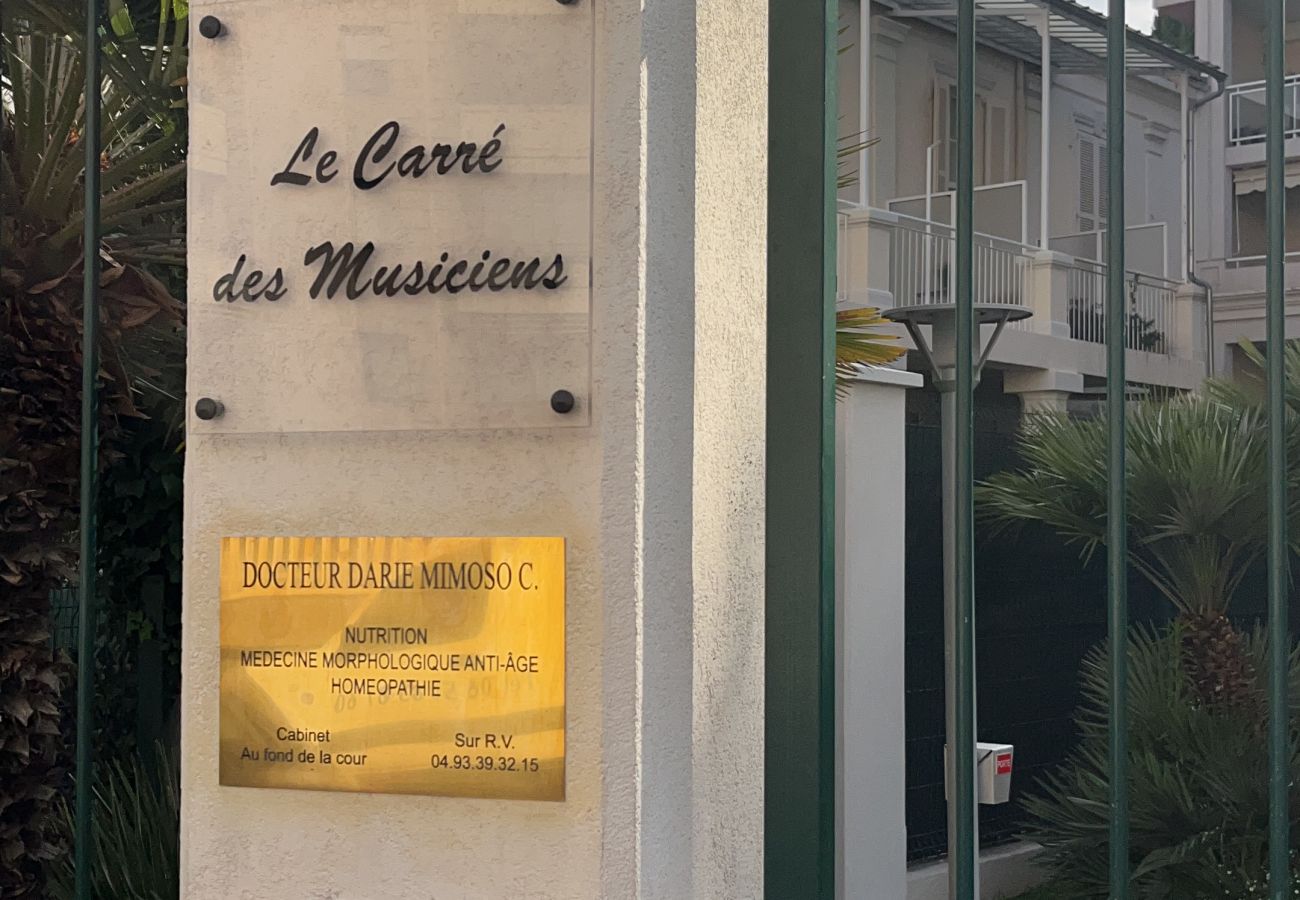 Le Carré
des Musiciens
DOCTEUR DARIE MIMOSO C.
NUTRITION
MEDECINE MORPHOLOGIQUE ANTI-ÂGE
HOMEOPATHIE
Cabinet
Au fond de la cour
Sur R.V.
04.93.39.32.15
PORTE